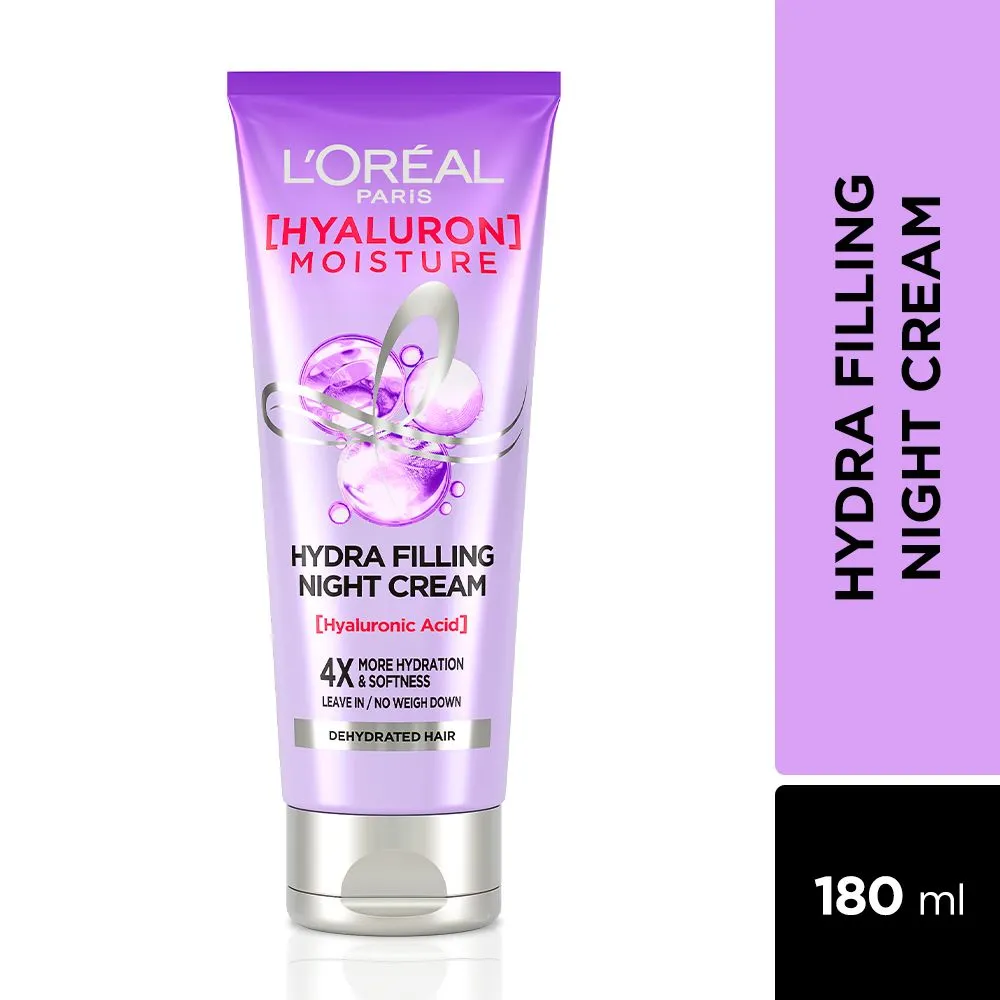 L'ORÉAL
PARIS
[HYALURON]
MOISTURE
HYDRA FILLING
NIGHT CREAM
[Hyaluronic Acid]
4X MORE HYDRATION
& SOFTNESS
LEAVE IN / NO WEIGH DOWN
DEHYDRATED HAIR
HYDRA FILLING
NIGHT CREAM
180 ml